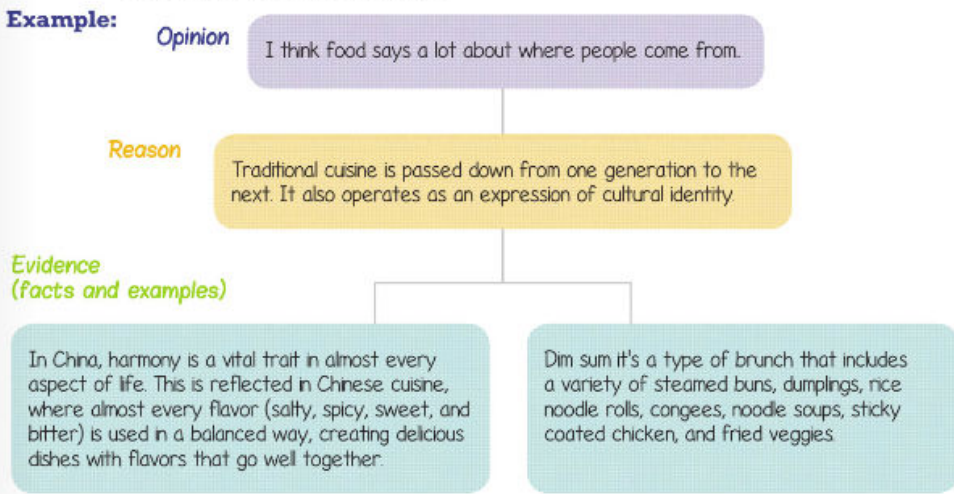 Example:
Opinion
I think food says a lot about where people come from.
Reason
Traditional cuisine is passed down from one generation to the
next. It also operates as an expression of cultural identity.
Evidence
(facts and examples)
In China, harmony is a vital trait in almost every
aspect of life. This is reflected in Chinese cuisine,
where almost every flavor (salty, spicy, sweet, and
bitter) is used in a balanced way, creating delicious
dishes with flavors that go well together.
Dim sum it's a type of brunch that includes
a variety of steamed buns, dumplings, rice
noodle rolls, congees, noodle soups, sticky
coated chicken, and fried veggies.